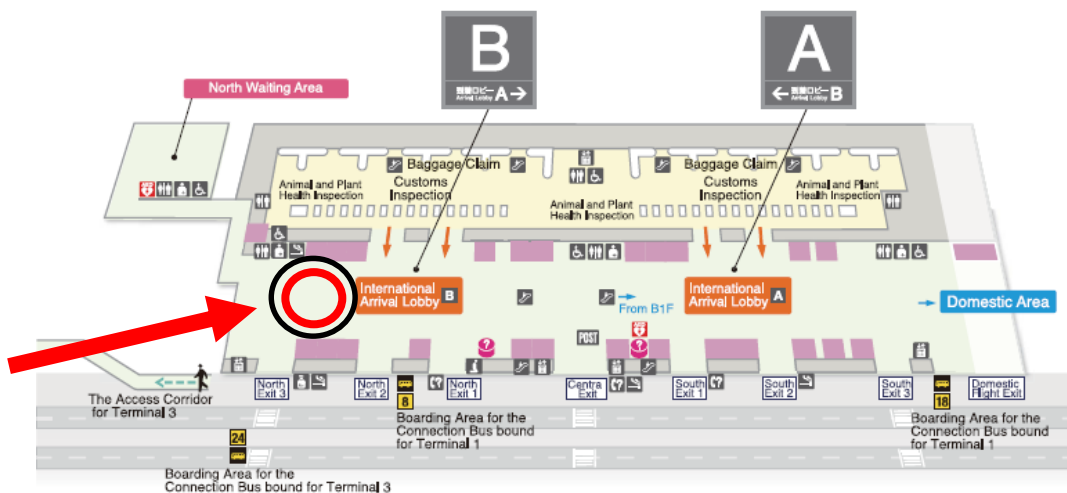 B
到着ロビー
Arrival Lobby A→
A
到着ロビー
←Arrival Lobby B
North Waiting Area
Baggage Claim
Baggage Claim
Customs
Inspection
Customs
Inspection
Animal and Plant
Health Inspection
Animal and Plant
Health Inspection
Animal and Plant
Health Inspection
International
Arrival Lobby B
International
Arrival Lobby A
From B1F
Domestic Area
POST
?
?
North
Exit 3
North
Exit 2
North
Exit 1
Centra
Exit
South
Exit 1
South
Exit 2
South
Exit 3
Domestic
Flight Exit
The Access Corridor
for Terminal 3
8
Boarding Area for the
Connection Bus bound
for Terminal 1
18
Boarding Area for the
Connection Bus bound
for Terminal 1
24
Boarding Area for the
Connection Bus bound for Terminal 3